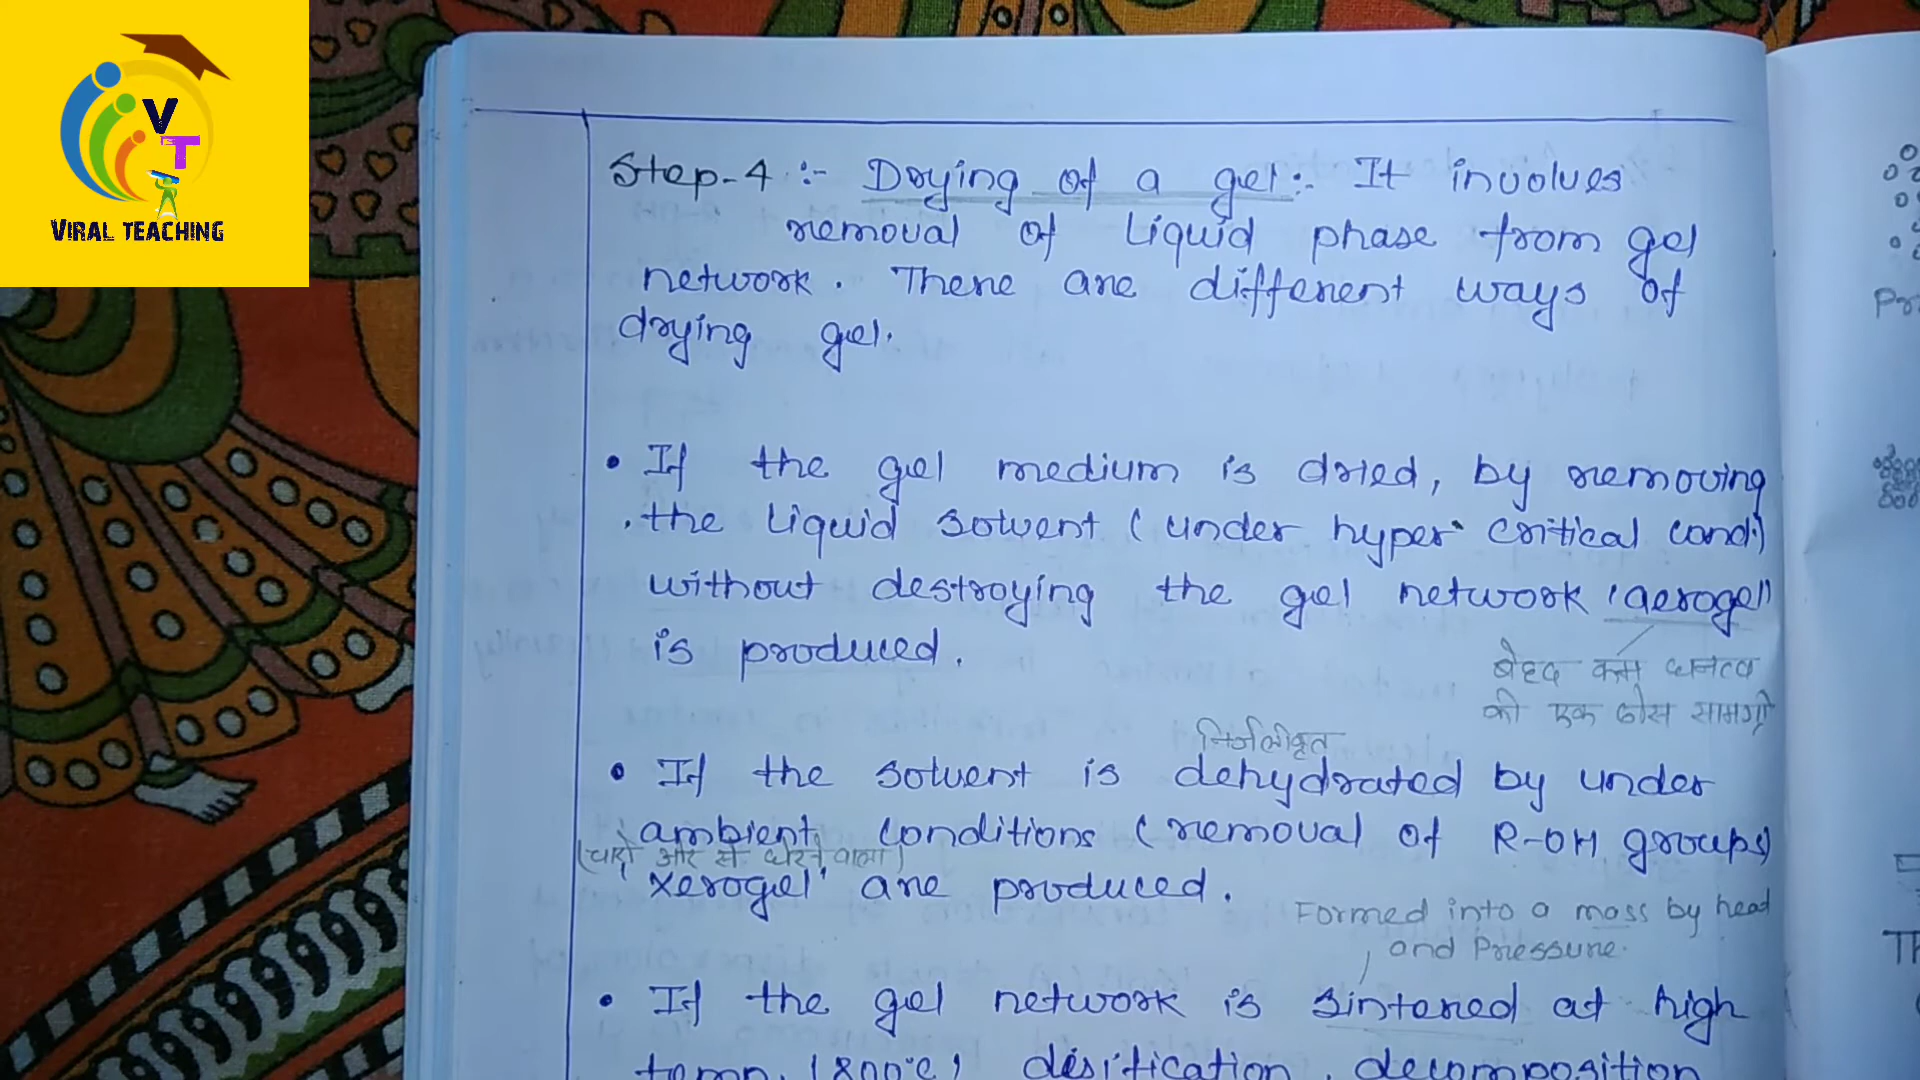 VT
VIRAL TEACHING
Step-4 :- Drying of a gel:- It involves
removal of liquid phase from gel
network. There are different ways of
drying gel.
• If the gel medium is dried, by removing
the liquid solvent (under hyper critical cond.)
without destroying the gel network 'aerogel'
is produced.
बेहद कम घनत्व
की एक ठोस सामग्री
निर्जलीकृत
• If the solvent is dehydrated by under
ambient conditions (removal of R-OH groups)
(चारों ओर से घेरने वाला)
'xerogel' are produced.
Formed into a mass by head
and Pressure.
• If the gel network is sintered at high
temp. (800°C)
decomposition